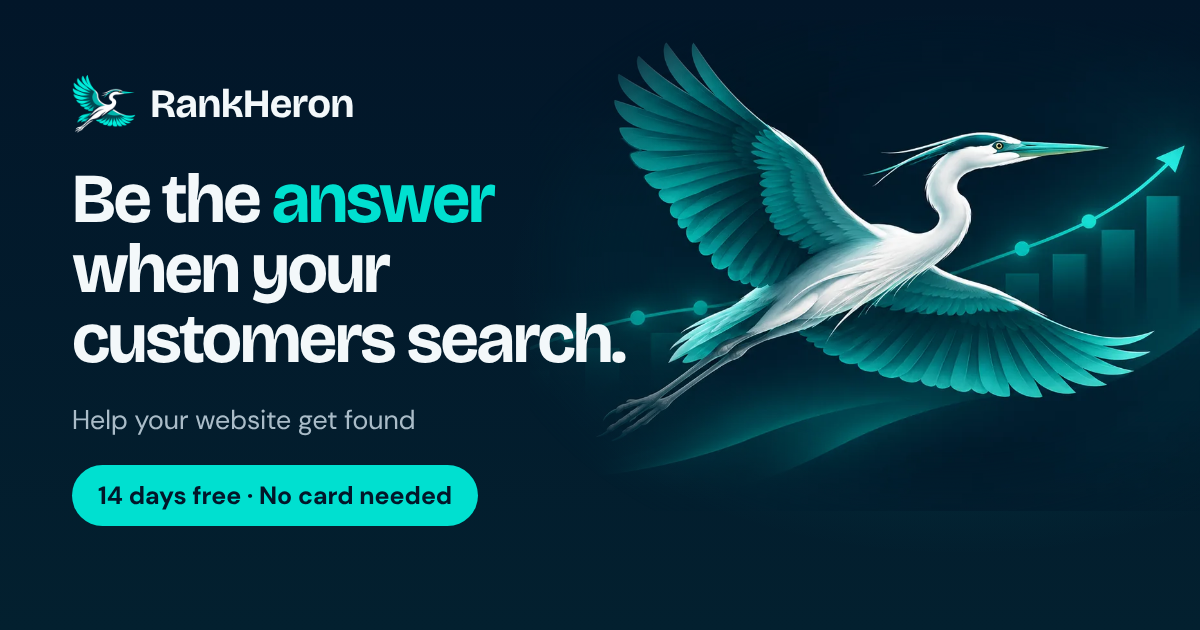 RankHeron
Be the answer
when your
customers search.
Help your website get found
14 days free · No card needed